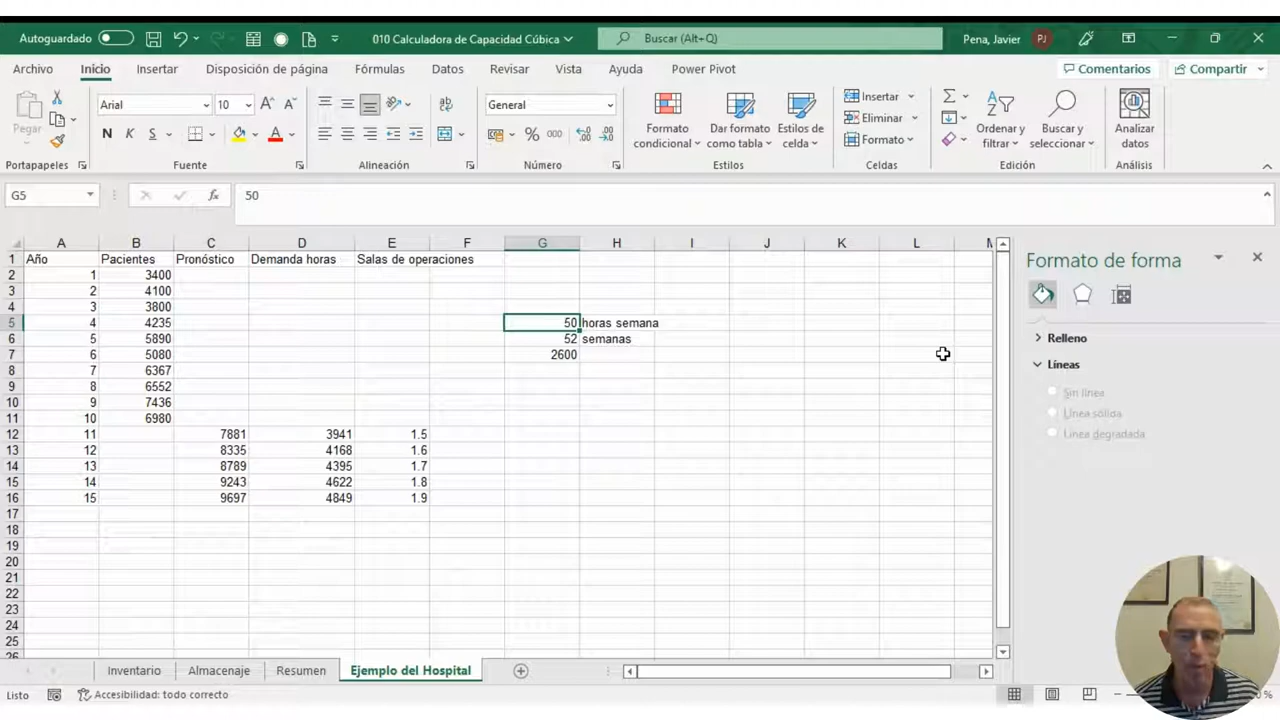 Autoguardado 010 Calculadora de Capacidad Cúbica Buscar (Alt+Q) Pena, Javier PJ
Archivo Inicio Insertar Disposición de página Fórmulas Datos Revisar Vista Ayuda Power Pivot Comentarios Compartir
Pegar Arial 10 General Formato condicional Dar formato como tabla Estilos de celda Insertar Eliminar Formato Ordenar y filtrar Buscar y seleccionar Analizar datos
N K S % 000
Portapapeles Fuente Alineación Número Estilos Celdas Edición Análisis
G5 fx 50
A B C D E F G H I J K L M
1 Año Pacientes Pronóstico Demanda horas Salas de operaciones
2 1 3400
3 2 4100
4 3 3800
5 4 4235 50 horas semana
6 5 5890 52 semanas
7 6 5080 2600
8 7 6367
9 8 6552
10 9 7436
11 10 6980
12 11 7881 3941 1.5
13 12 8335 4168 1.6
14 13 8789 4395 1.7
15 14 9243 4622 1.8
16 15 9697 4849 1.9
17
18
19
20
21
22
23
24
25
26
Formato de forma
Relleno
Líneas
Sin línea
Línea sólida
Línea degradada
Inventario Almacenaje Resumen Ejemplo del Hospital
Listo Accesibilidad: todo correcto %